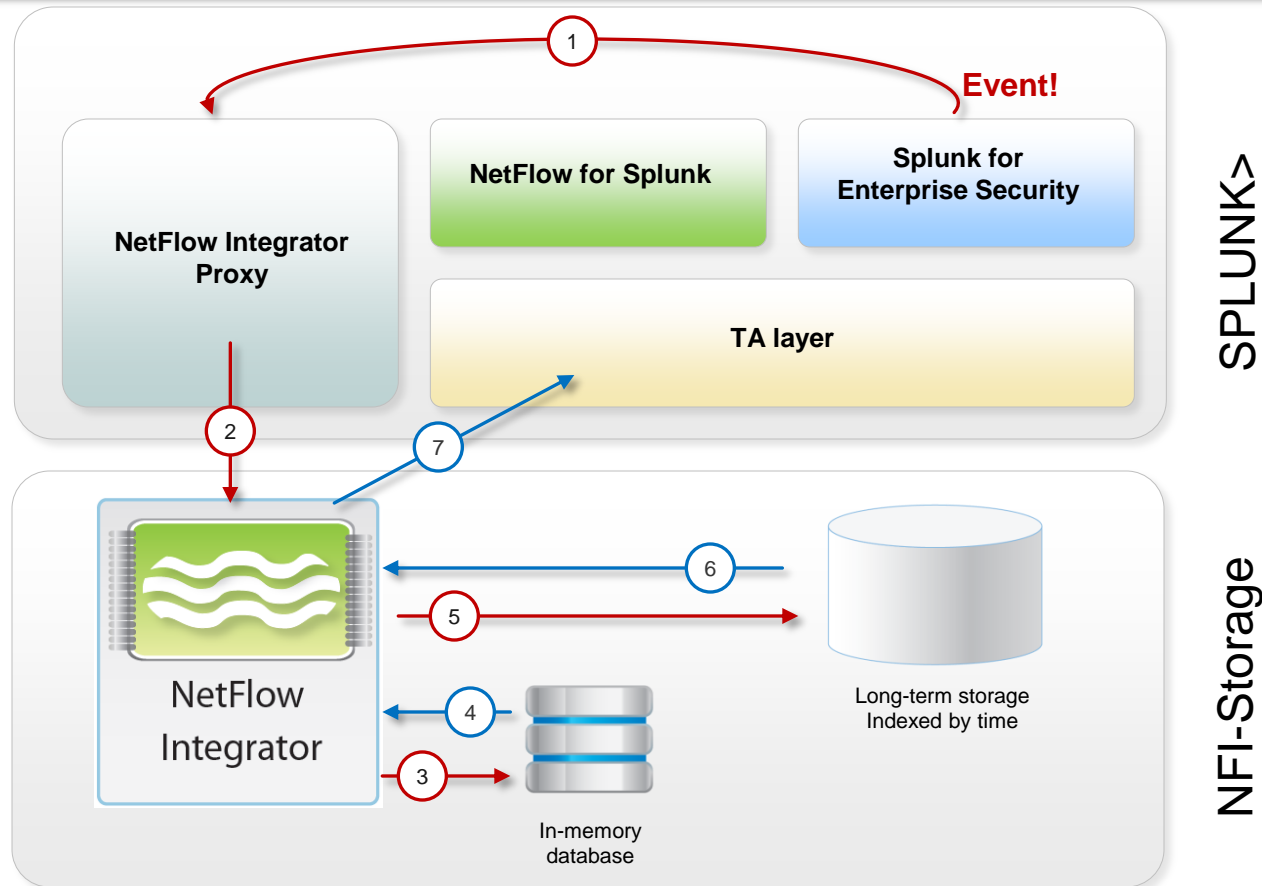 1
Event!
NetFlow Integrator
Proxy
NetFlow for Splunk
Splunk for
Enterprise Security
TA layer
SPLUNK>
2
7
NetFlow
Integrator
6
5
4
3
Long-term storage
Indexed by time
In-memory
database
NFI-Storage